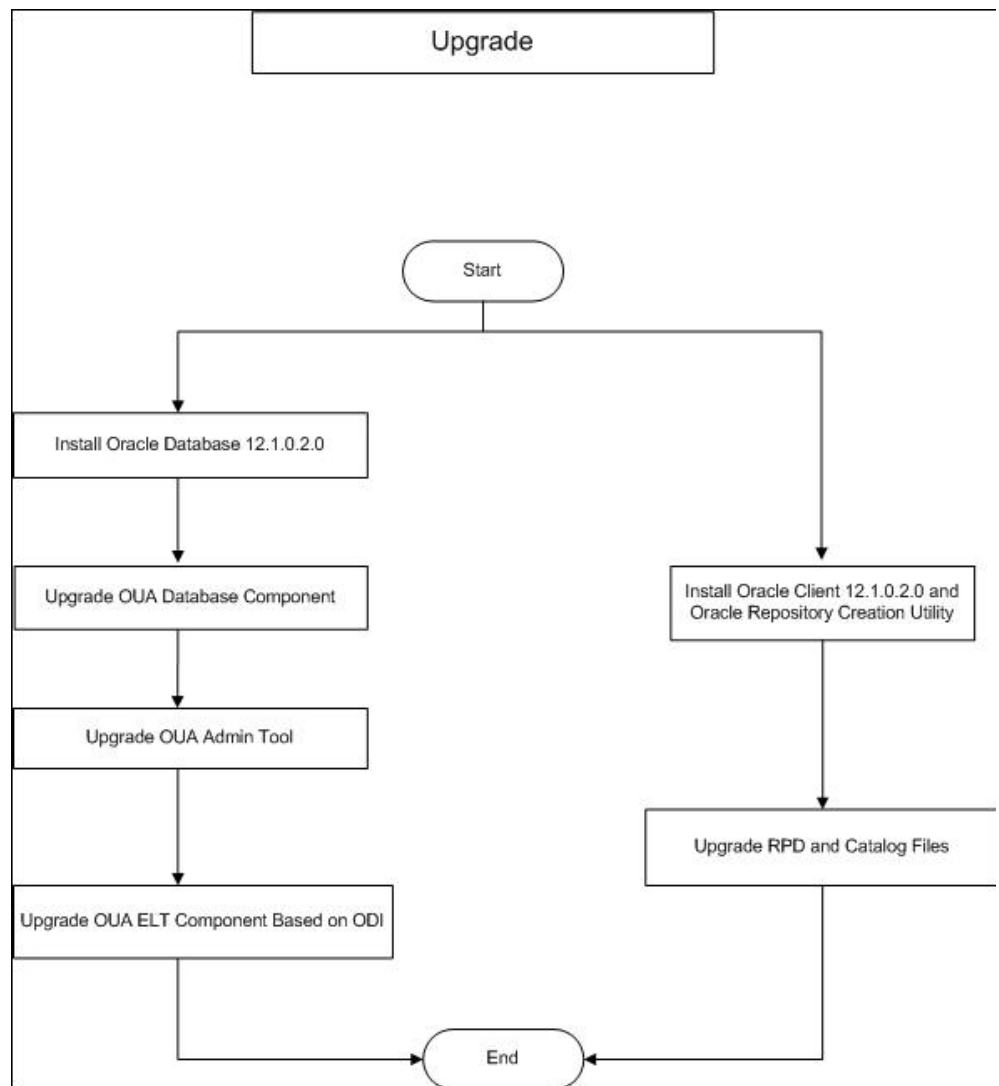 Upgrade
Start
Install Oracle Database 12.1.0.2.0
Upgrade OUA Database Component
Install Oracle Client 12.1.0.2.0 and
Oracle Repository Creation Utility
Upgrade OUA Admin Tool
Upgrade RPD and Catalog Files
Upgrade OUA ELT Component Based on ODI
End